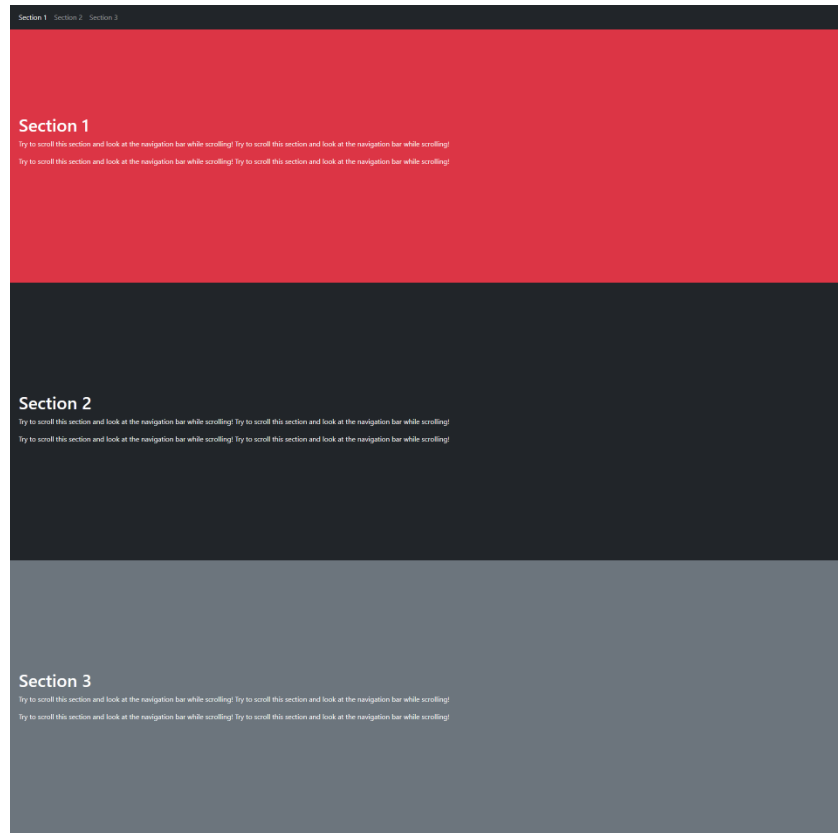 Section 1 Section 2 Section 3
Section 1
Try to scroll this section and look at the navigation bar while scrolling! Try to scroll this section and look at the navigation bar while scrolling!
Try to scroll this section and look at the navigation bar while scrolling! Try to scroll this section and look at the navigation bar while scrolling!
Section 2
Try to scroll this section and look at the navigation bar while scrolling! Try to scroll this section and look at the navigation bar while scrolling!
Try to scroll this section and look at the navigation bar while scrolling! Try to scroll this section and look at the navigation bar while scrolling!
Section 3
Try to scroll this section and look at the navigation bar while scrolling! Try to scroll this section and look at the navigation bar while scrolling!
Try to scroll this section and look at the navigation bar while scrolling! Try to scroll this section and look at the navigation bar while scrolling!